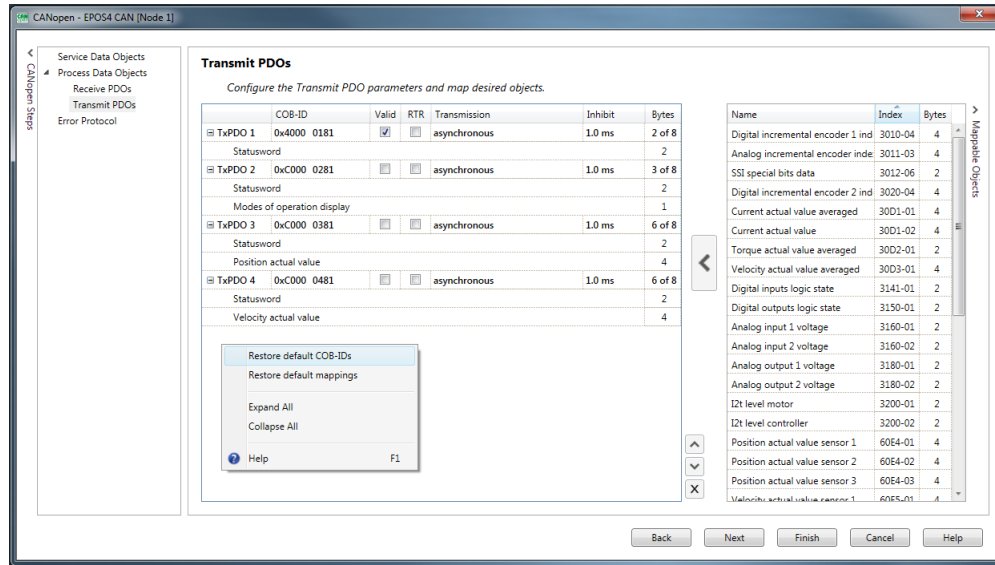 CANopen - EPOS4 CAN [Node 1]
CANopen Steps
Service Data Objects
Process Data Objects
Receive PDOs
Transmit PDOs
Error Protocol
Transmit PDOs
Configure the Transmit PDO parameters and map desired objects.
COB-ID Valid RTR Transmission Inhibit Bytes
TxPDO 1 0x4000 0181 asynchronous 1.0 ms 2 of 8
Statusword 2
TxPDO 2 0xC000 0281 asynchronous 1.0 ms 3 of 8
Statusword 2
Modes of operation display 1
TxPDO 3 0xC000 0381 asynchronous 1.0 ms 6 of 8
Statusword 2
Position actual value 4
TxPDO 4 0xC000 0481 asynchronous 1.0 ms 6 of 8
Statusword 2
Velocity actual value 4
Restore default COB-IDs
Restore default mappings
Expand All
Collapse All
Help F1
Name Index Bytes
Digital incremental encoder 1 ind 3010-04 4
Analog incremental encoder inde 3011-03 4
SSI special bits data 3012-06 2
Digital incremental encoder 2 ind 3020-04 4
Current actual value averaged 30D1-01 4
Current actual value 30D1-02 4
Torque actual value averaged 30D2-01 2
Velocity actual value averaged 30D3-01 4
Digital inputs logic state 3141-01 2
Digital outputs logic state 3150-01 2
Analog input 1 voltage 3160-01 2
Analog input 2 voltage 3160-02 2
Analog output 1 voltage 3180-01 2
Analog output 2 voltage 3180-02 2
I2t level motor 3200-01 2
I2t level controller 3200-02 2
Position actual value sensor 1 60E4-01 4
Position actual value sensor 2 60E4-02 4
Position actual value sensor 3 60E4-03 4
Velocity actual value sensor 1 60E5-01 4
Mappable Objects
Back Next Finish Cancel Help